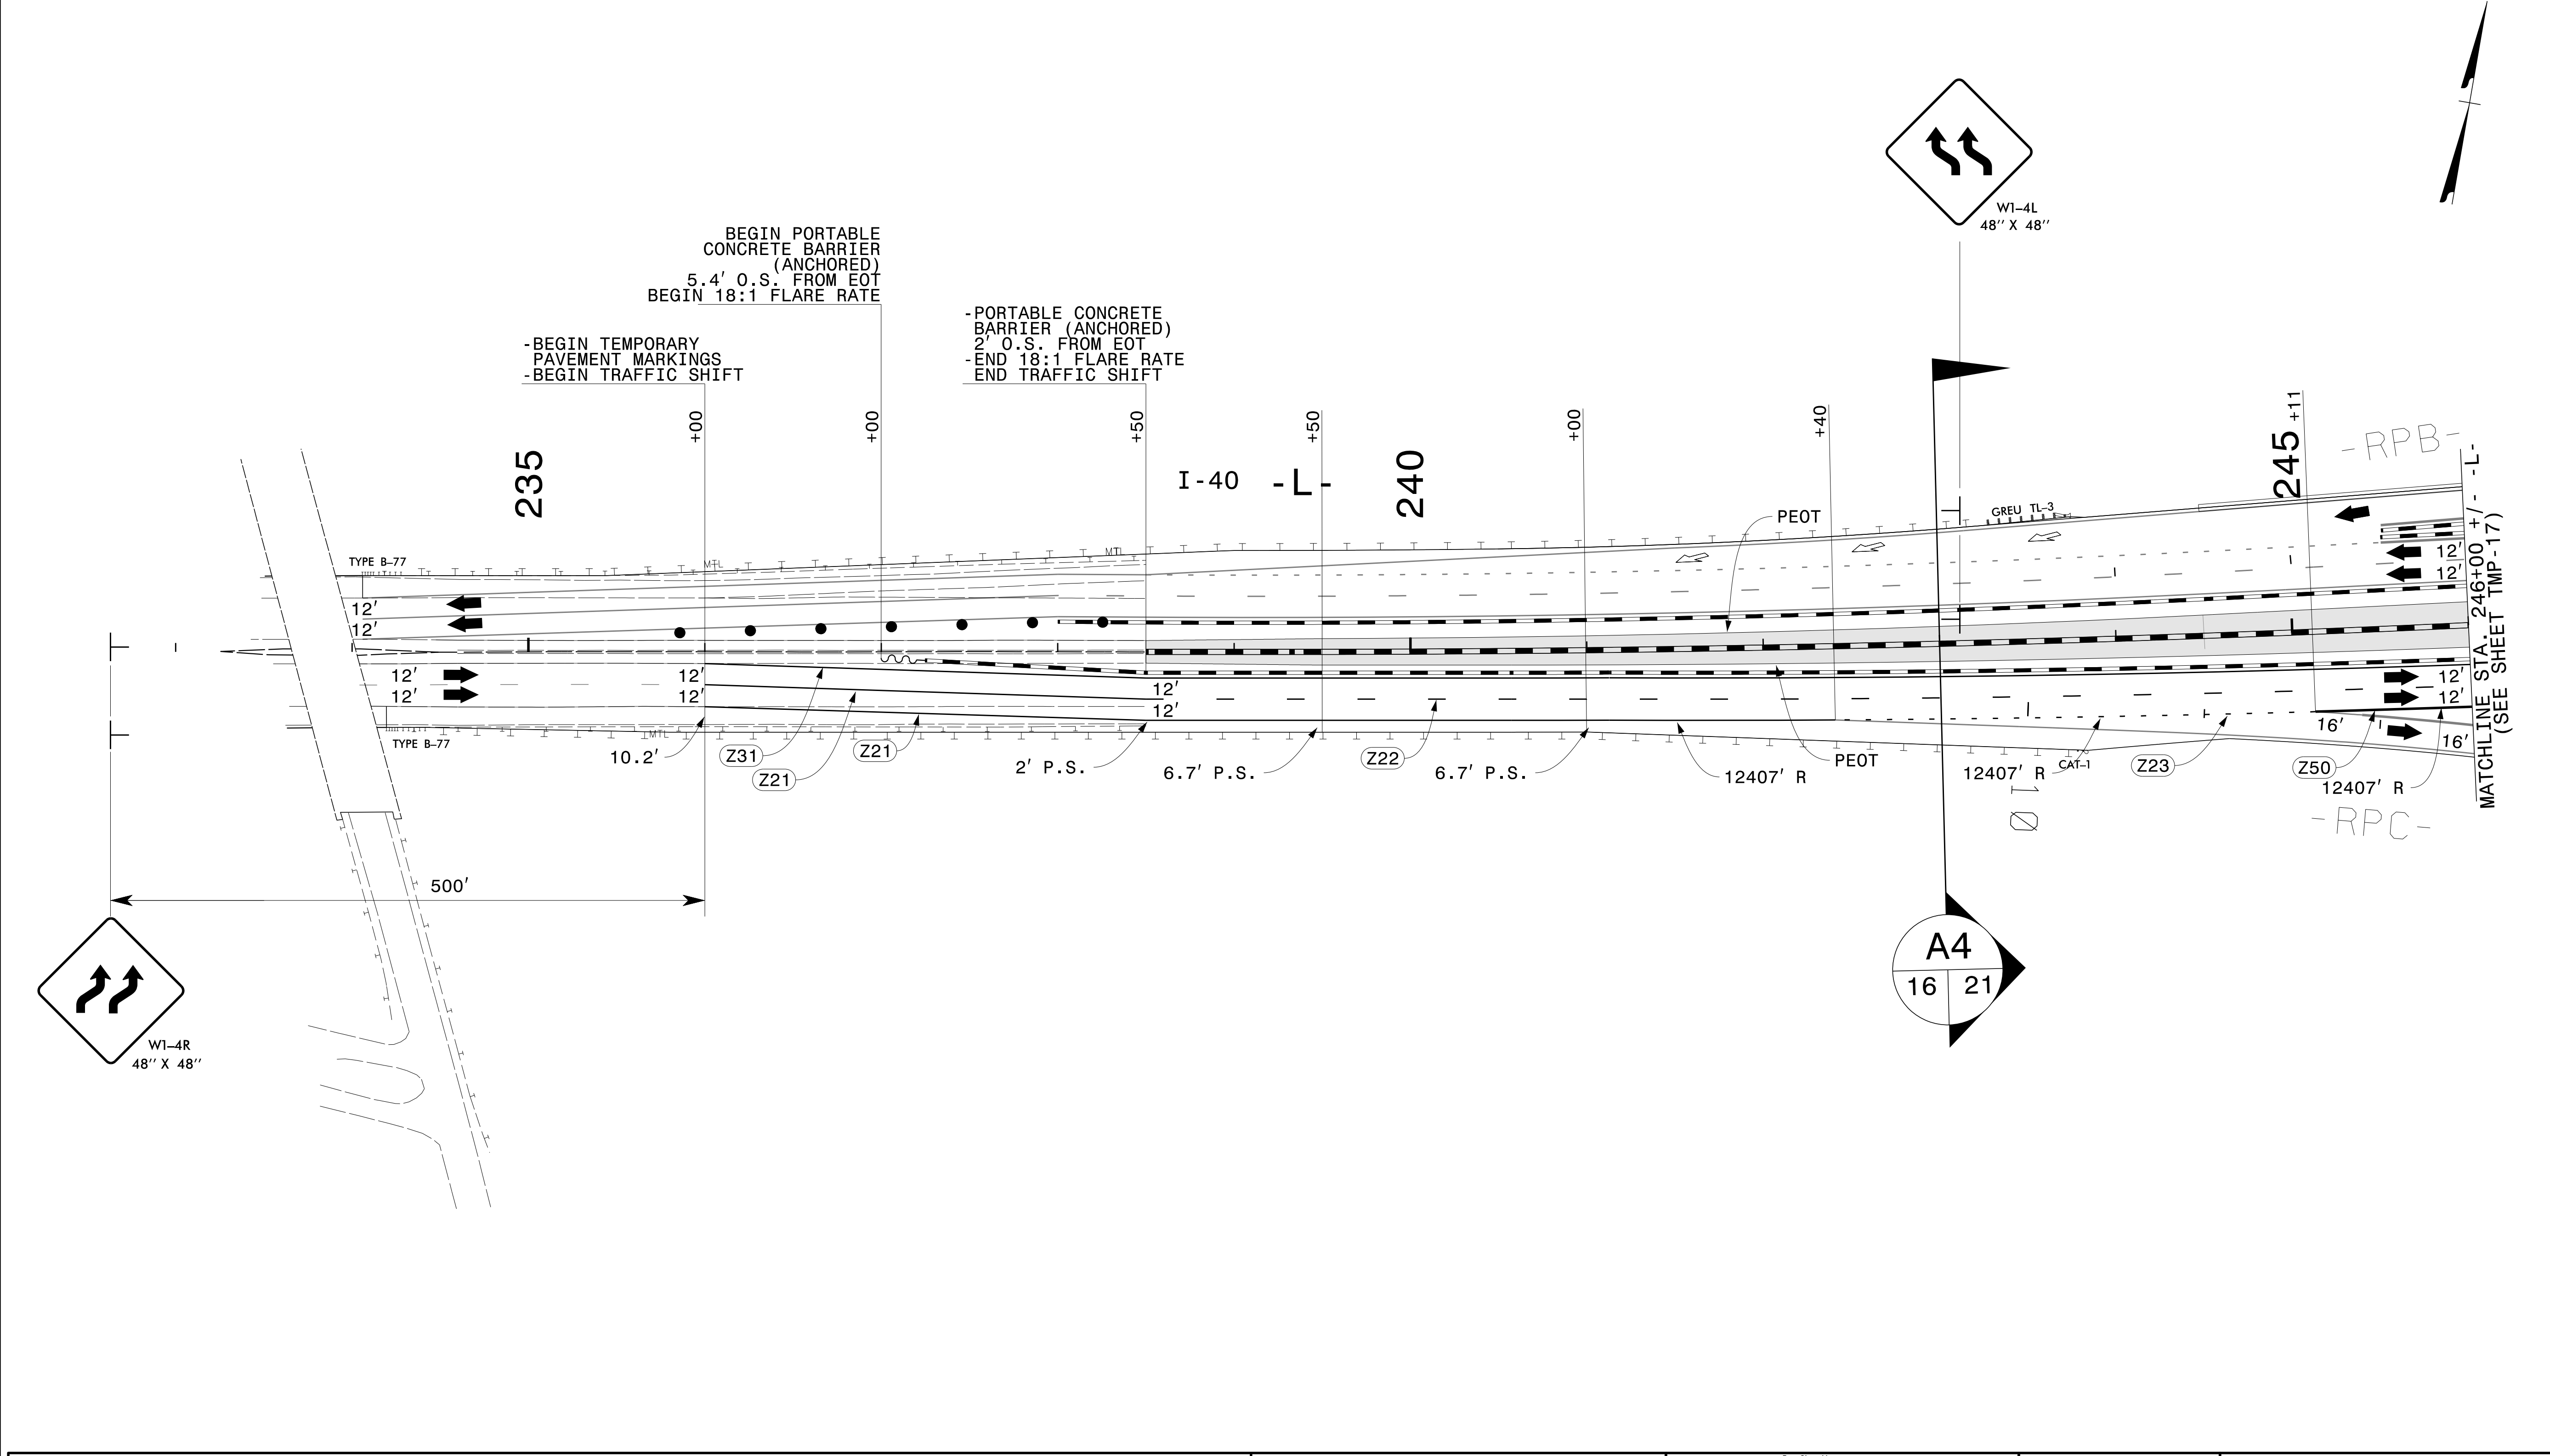 W1-4L
48" X 48"
BEGIN PORTABLE
CONCRETE BARRIER
(ANCHORED)
5.4' O.S. FROM EOT
BEGIN 18:1 FLARE RATE
-PORTABLE CONCRETE
BARRIER (ANCHORED)
2' O.S. FROM EOT
-END 18:1 FLARE RATE
END TRAFFIC SHIFT
-BEGIN TEMPORARY
PAVEMENT MARKINGS
-BEGIN TRAFFIC SHIFT
+00
+00
+50
+50
+00
+40
+11
235
I-40 -L-
240
245
-RPB-
PEOT
GREU TL-3
MTL
MTL
TYPE B-77
12'
12'
12'
12'
12'
12'
12'
12'
12'
12'
12'
12'
12'
12'
MTL
TYPE B-77
10.2'
Z31
Z21
Z21
2' P.S.
6.7' P.S.
Z22
6.7' P.S.
12407' R
PEOT
12407' R
CAT-1
Z23
16'
Z50
16'
12407' R
10
-RPC-
MATCHLINE STA. 246+00 +/- -L-
(SEE SHEET TMP-17)
500'
A4
16 21
W1-4R
48" X 48"